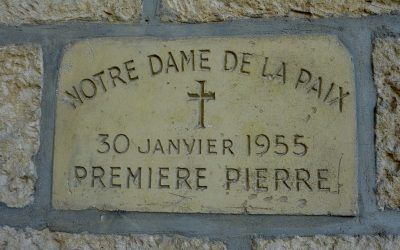 NOTRE DAME DE LA PAIX
30 JANVIER 1955
PREMIERE PIERRE